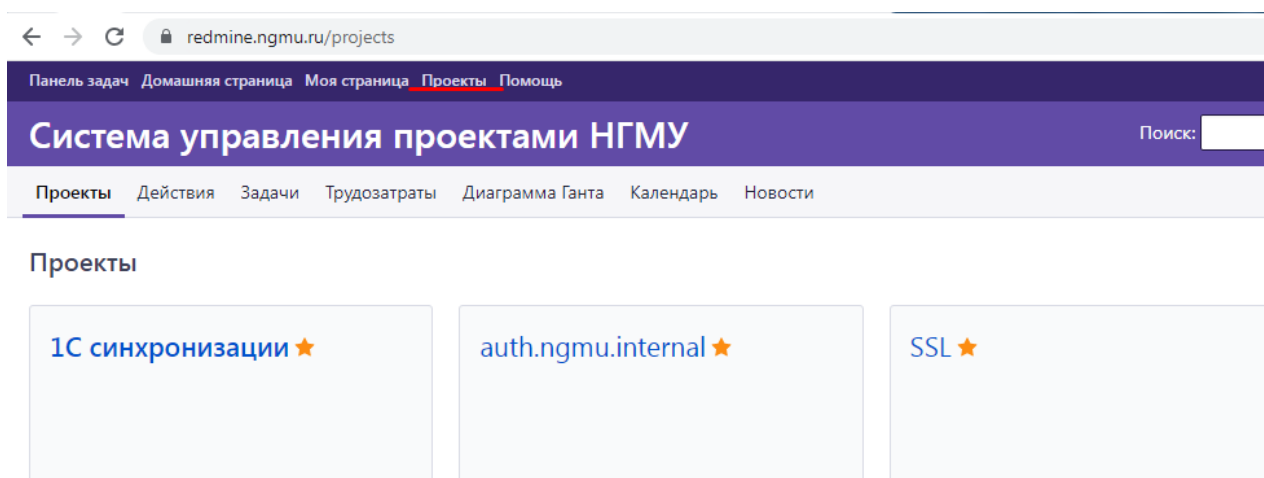 redmine.ngmu.ru/projects
Панель задач Домашняя страница Моя страница Проекты Помощь
Система управления проектами НГМУ Поиск:
Проекты Действия Задачи Трудозатраты Диаграмма Ганта Календарь Новости
Проекты
1С синхронизации auth.ngmu.internal SSL